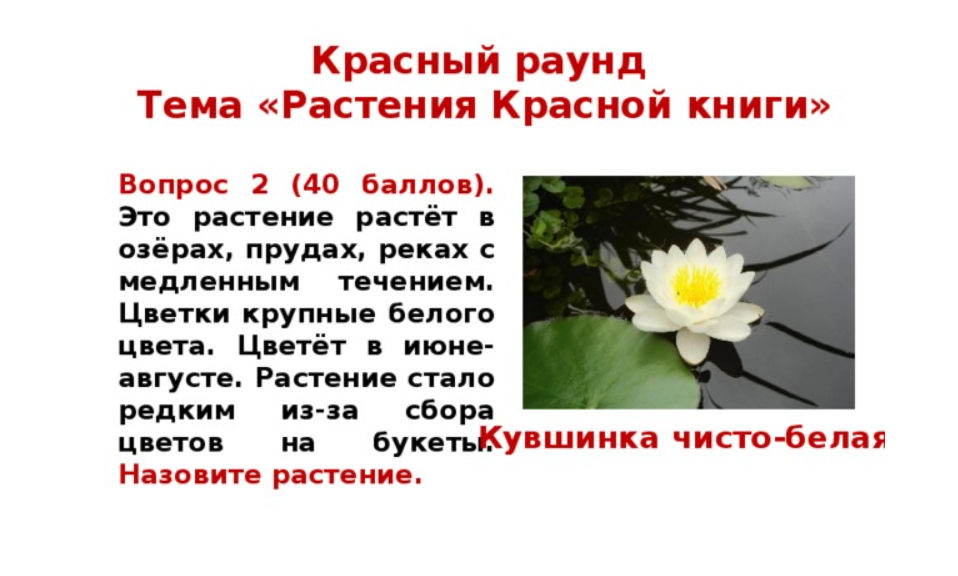 Красный раунд
Тема «Растения Красной книги»
Вопрос 2 (40 баллов).
Это растение растёт в
озёрах, прудах, реках с
медленным течением.
Цветки крупные белого
цвета. Цветёт в июне-
августе. Растение стало
редким из-за сбора
цветов на букеты.
Назовите растение.
Кувшинка чисто-белая